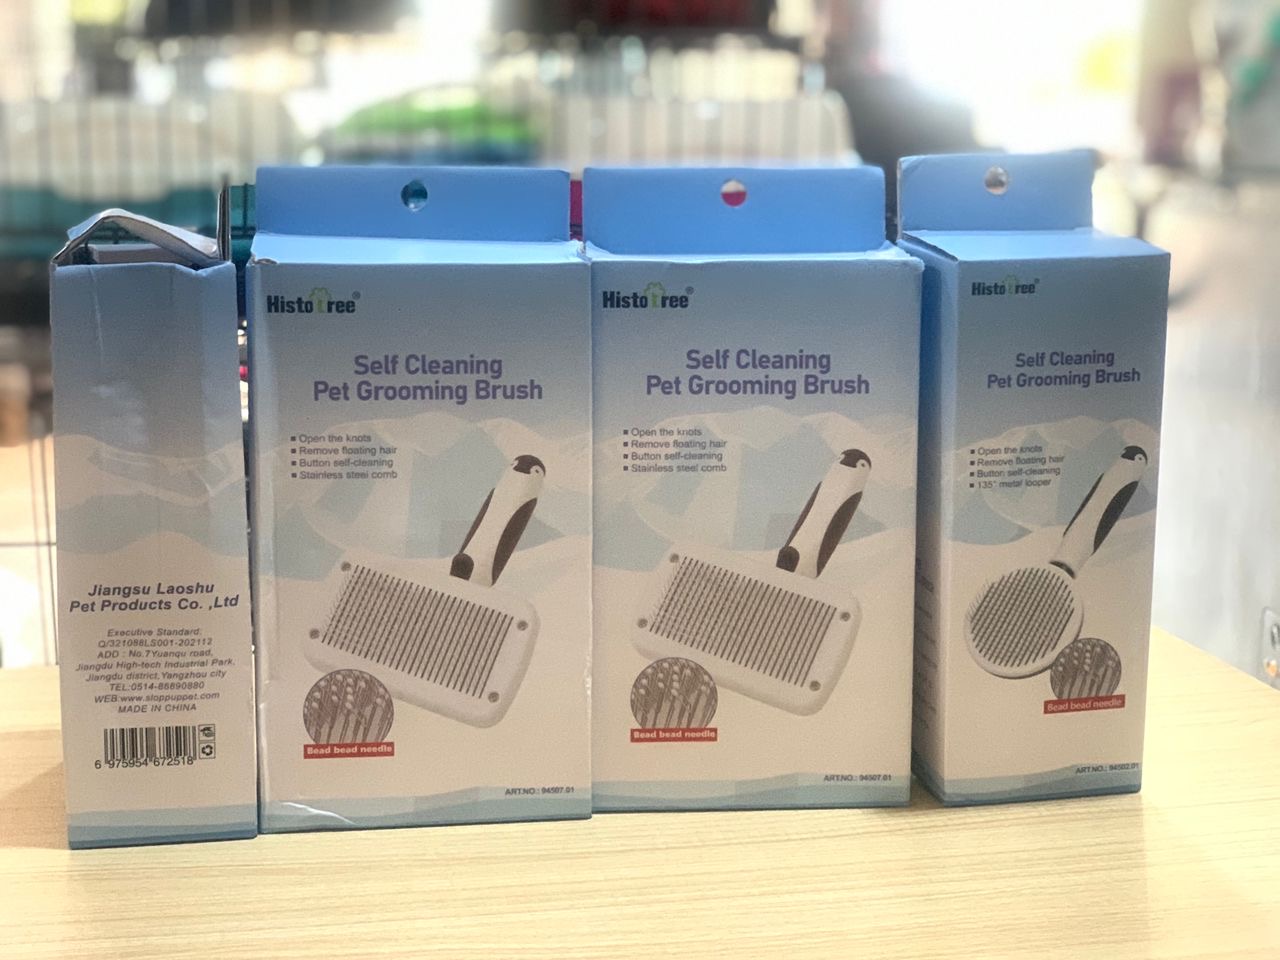 Jiangsu Laoshu
Pet Products Co. ,Ltd
Executive Standard:
Q/321088LS001-202112
ADD : No.7Yuanqu road,
Jiangdu High-tech Industrial Park,
Jiangdu district, Yangzhou city
TEL:0514-86890880
WEB:www.sloppuppet.com
MADE IN CHINA
6 975954 672518
HistoTree®
Self Cleaning
Pet Grooming Brush
Open the knots
Remove floating hair
Button self-cleaning
Stainless steel comb
Bead bead needle
ART.NO.: 94507.01
HistoTree®
Self Cleaning
Pet Grooming Brush
Open the knots
Remove floating hair
Button self-cleaning
Stainless steel comb
Bead bead needle
ART.NO.: 94507.01
HistoTree®
Self Cleaning
Pet Grooming Brush
Open the knots
Remove floating hair
Button self-cleaning
135° metal looper
Bead bead needle
ART.NO.: 94502.01